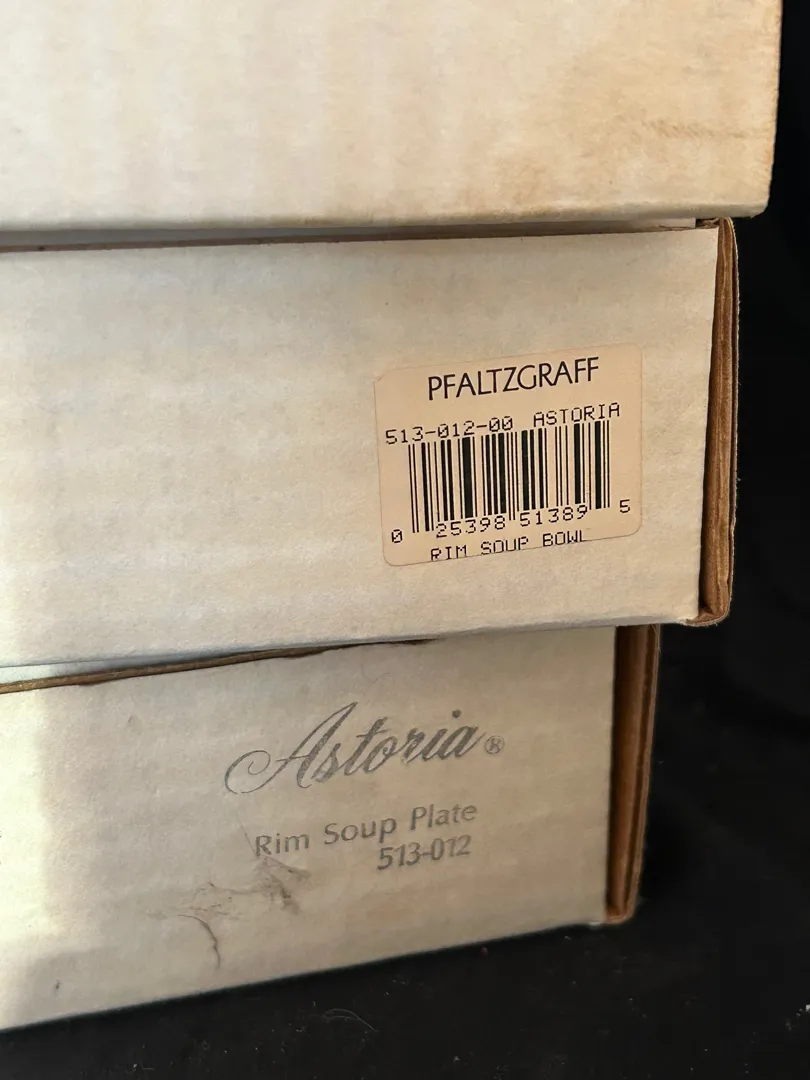 PFALTZGRAFF
513-012-00 ASTORIA
0 25398 51389 5
RIM SOUP BOWL
Astoria®
Rim Soup Plate
513-012